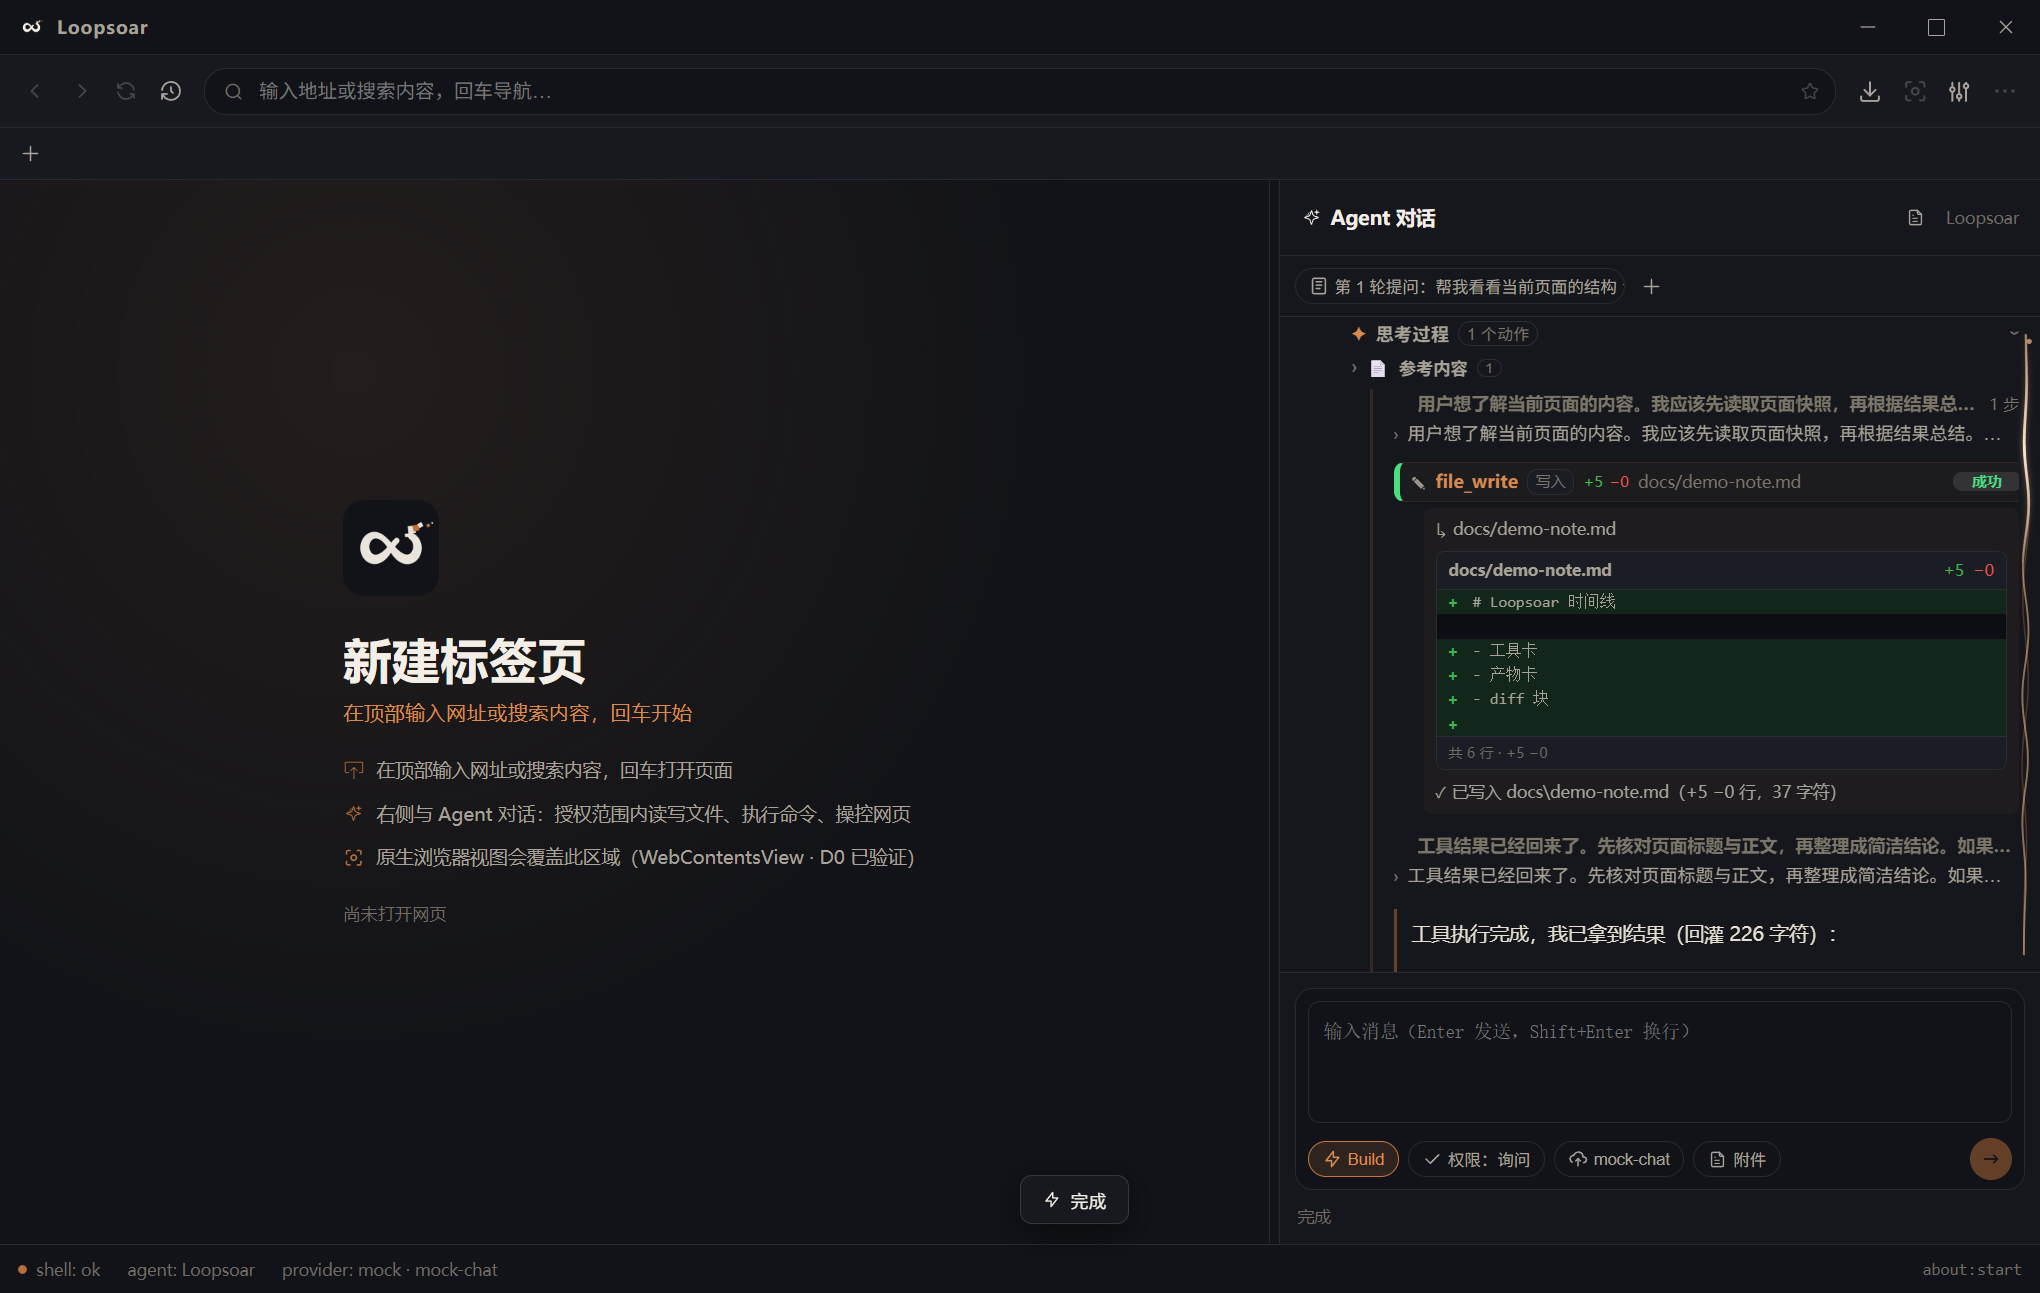 Loopsoar
输入地址或搜索内容，回车导航…
Agent 对话
Loopsoar
第 1 轮提问：帮我看看当前页面的结构
思考过程 1 个动作
参考内容 1
用户想了解当前页面的内容。我应该先读取页面快照，再根据结果总… 1 步
用户想了解当前页面的内容。我应该先读取页面快照，再根据结果总结。…
file_write 写入 +5 −0 docs/demo-note.md 成功
docs/demo-note.md
docs/demo-note.md +5 −0
+ # Loopsoar 时间线
+ - 工具卡
+ - 产物卡
+ - diff 块
+
共 6 行 · +5 −0
✓ 已写入 docs\demo-note.md（+5 −0 行，37 字符）
工具结果已经回来了。先核对页面标题与正文，再整理成简洁结论。如果…
工具结果已经回来了。先核对页面标题与正文，再整理成简洁结论。如果…
工具执行完成，我已拿到结果（回灌 226 字符）：
输入消息（Enter 发送，Shift+Enter 换行）
Build
权限：询问
mock-chat
附件
完成
新建标签页
在顶部输入网址或搜索内容，回车开始
在顶部输入网址或搜索内容，回车打开页面
右侧与 Agent 对话：授权范围内读写文件、执行命令、操控网页
原生浏览器视图会覆盖此区域（WebContentsView · D0 已验证）
尚未打开网页
完成
shell: ok
agent: Loopsoar
provider: mock · mock-chat
about:start